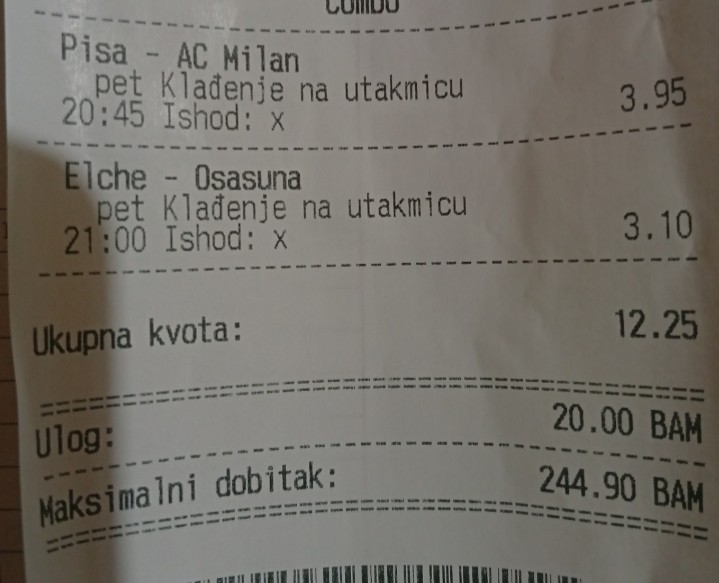 COMBO
Pisa - AC Milan
pet Klađenje na utakmicu
20:45 Ishod: x 3.95
Elche - Osasuna
pet Klađenje na utakmicu
21:00 Ishod: x 3.10
Ukupna kvota: 12.25
Ulog: 20.00 BAM
Maksimalni dobitak: 244.90 BAM